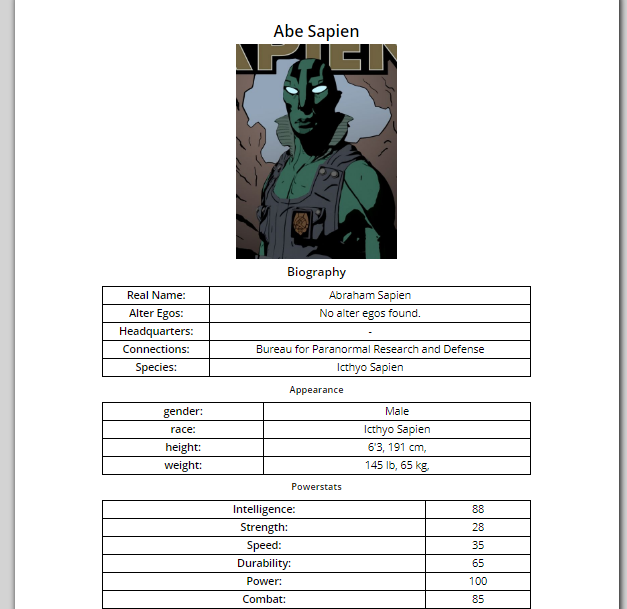 Abe Sapien
APIEN
Biography
Real Name: Abraham Sapien
Alter Egos: No alter egos found.
Headquarters: -
Connections: Bureau for Paranormal Research and Defense
Species: Icthyo Sapien
Appearance
gender: Male
race: Icthyo Sapien
height: 6'3, 191 cm,
weight: 145 lb, 65 kg,
Powerstats
Intelligence: 88
Strength: 28
Speed: 35
Durability: 65
Power: 100
Combat: 85